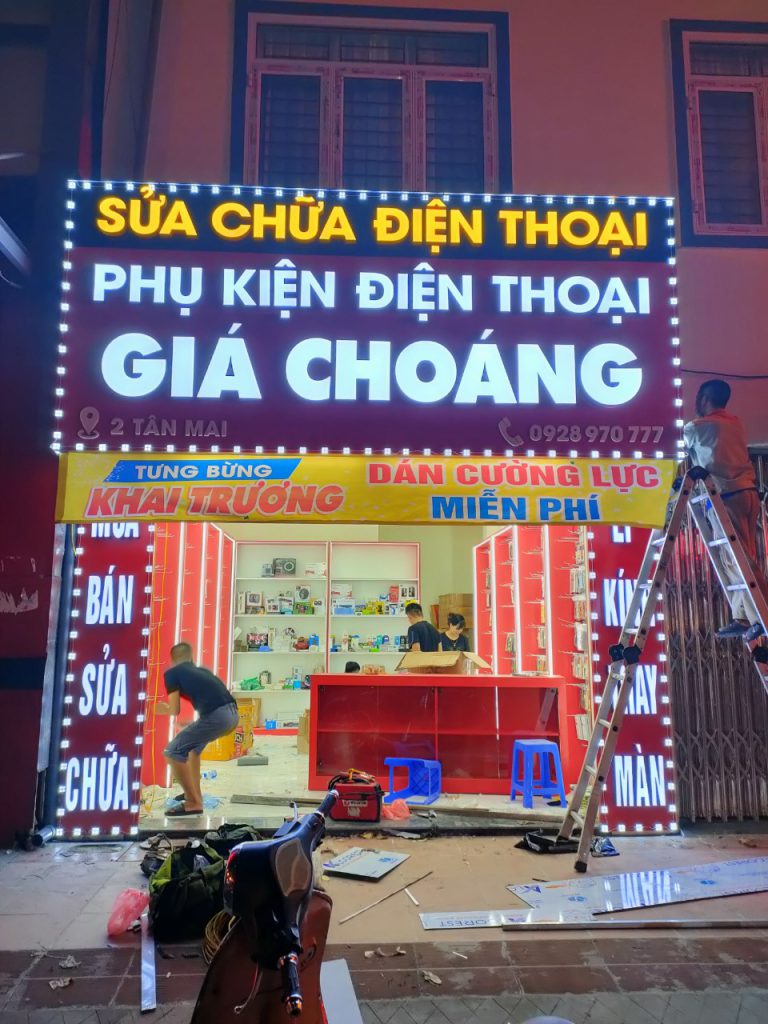 SỬA CHỮA ĐIỆN THOẠI
PHỤ KIỆN ĐIỆN THOẠI
GIÁ CHOÁNG
2 TÂN MAI
0928 970 777
TƯNG BỪNG
KHAI TRƯƠNG
DÁN CƯỜNG LỰC
MIỄN PHÍ
MUA
BÁN
SỬA
CHỮA
KÍNH
MÀN